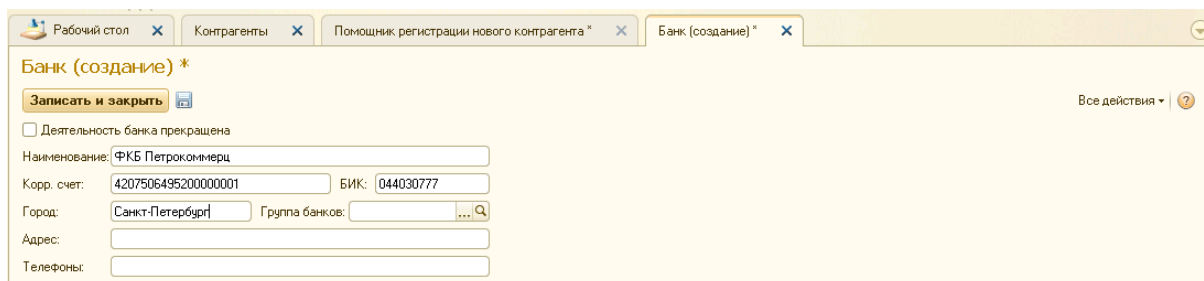 Рабочий стол Контрагенты Помощник регистрации нового контрагента * Банк (создание) *
Банк (создание) *
Записать и закрыть Все действия
Деятельность банка прекращена
Наименование: ФКБ Петрокоммерц
Корр. счет: 4207506495200000001 БИК: 044030777
Город: Санкт-Петербург Группа банков: ...
Адрес:
Телефоны: